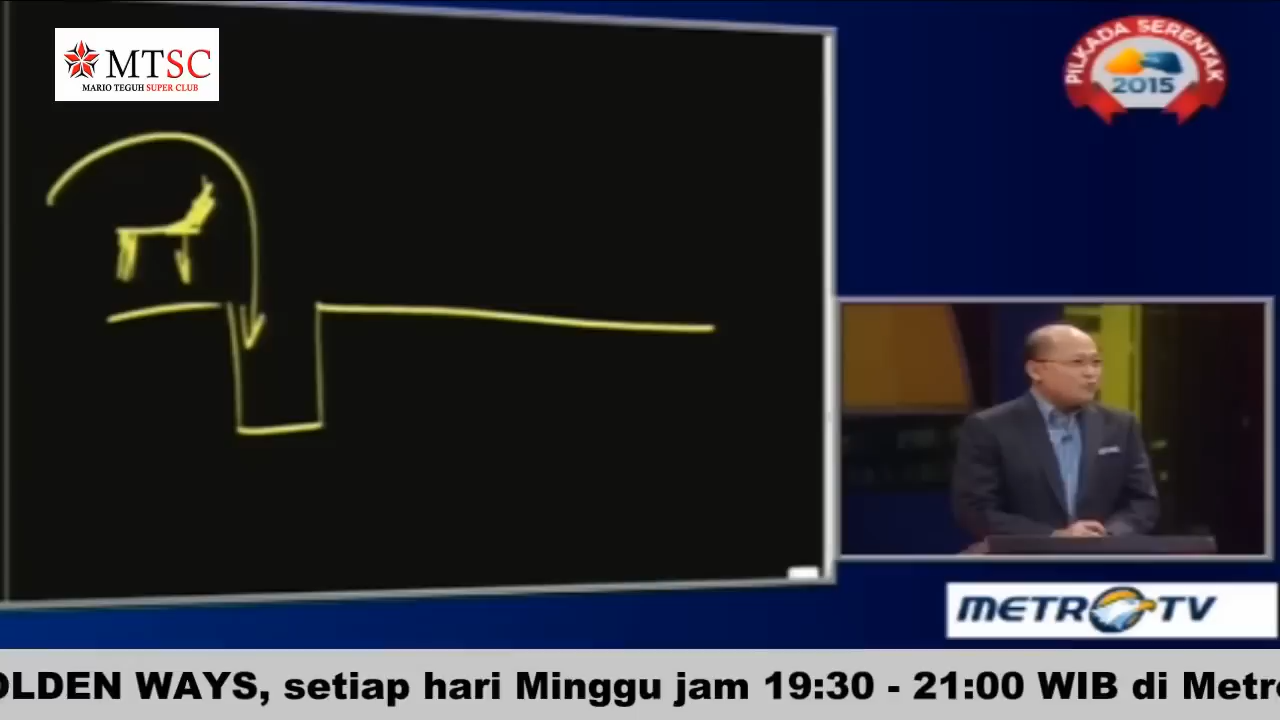 MTSC
MARIO TEGUH SUPER CLUB
PILKADA SERENTAK
2015
METRO TV
OLDEN WAYS, setiap hari Minggu jam 19:30 - 21:00 WIB di Metro